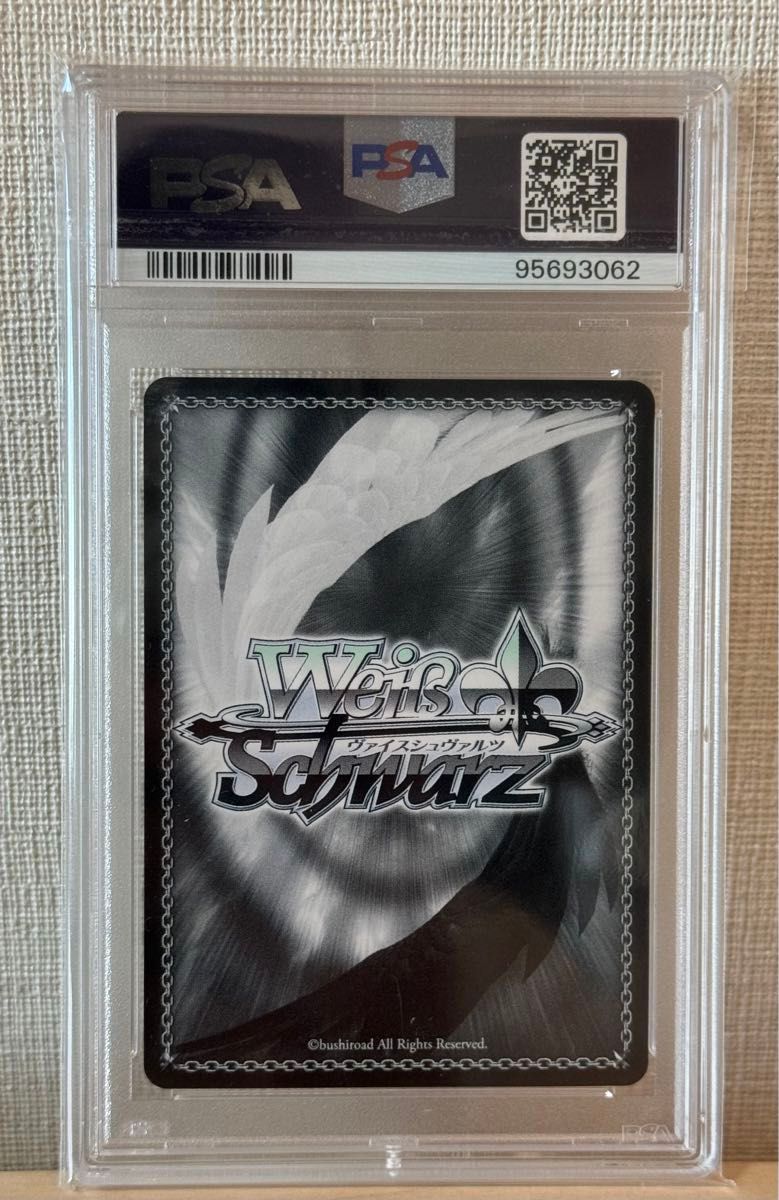 PSA
PSA
95693062
Weiß
ヴァイスシュヴァルツ
Schwarz
©bushiroad All Rights Reserved.
PSA